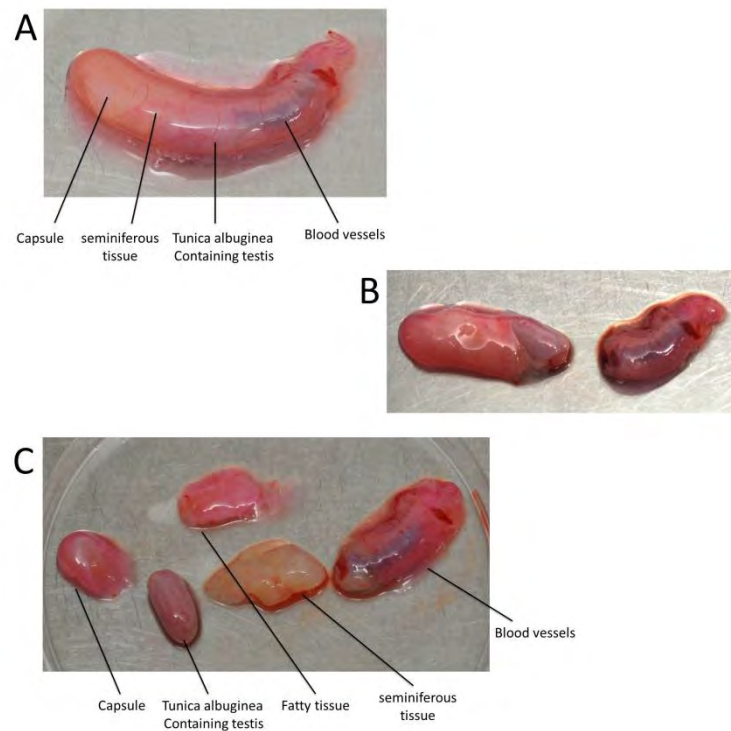 A
Capsule
seminiferous
tissue
Tunica albuginea
Containing testis
Blood vessels
B
C
Blood vessels
Capsule
Tunica albuginea
Containing testis
Fatty tissue
seminiferous
tissue